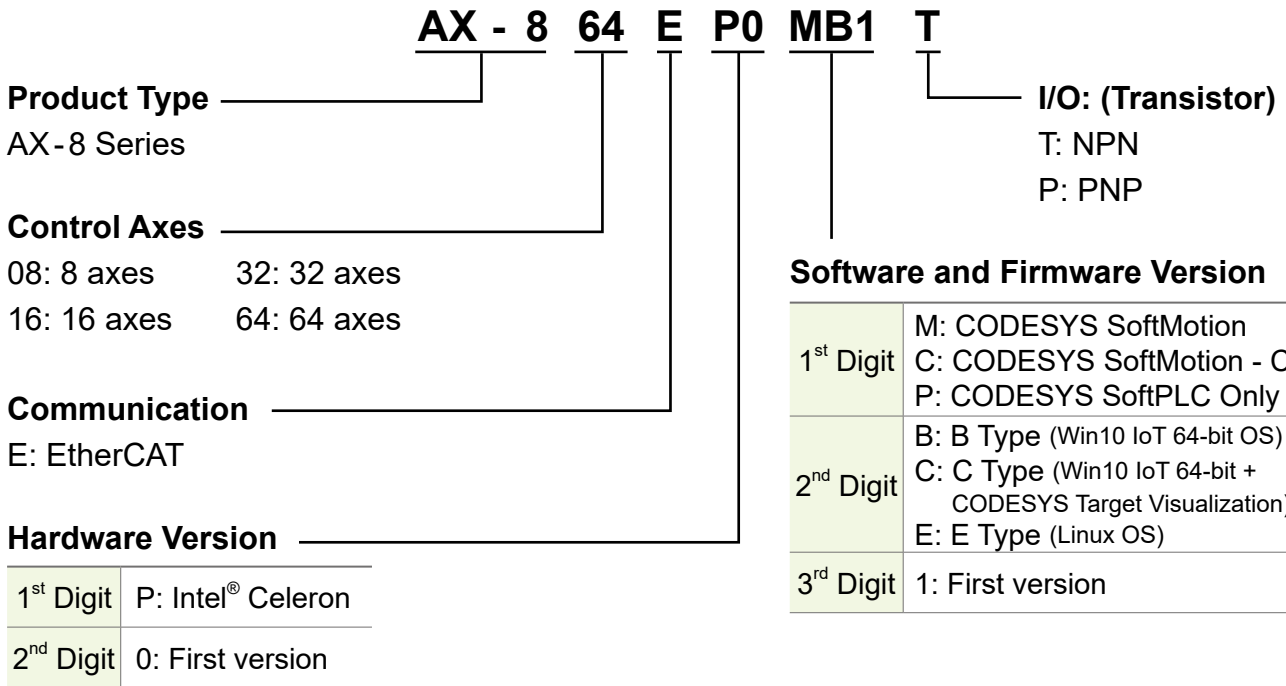 AX - 8 64 E P0 MB1 T
Product Type
AX-8 Series
Control Axes
08: 8 axes 32: 32 axes
16: 16 axes 64: 64 axes
Communication
E: EtherCAT
Hardware Version
1st Digit P: Intel® Celeron
2nd Digit 0: First version
I/O: (Transistor)
T: NPN
P: PNP
Software and Firmware Version
1st Digit
M: CODESYS SoftMotion
C: CODESYS SoftMotion -
P: CODESYS SoftPLC Only
2nd Digit
B: B Type (Win10 IoT 64-bit OS)
C: C Type (Win10 IoT 64-bit +
CODESYS Target Visualization)
E: E Type (Linux OS)
3rd Digit 1: First version